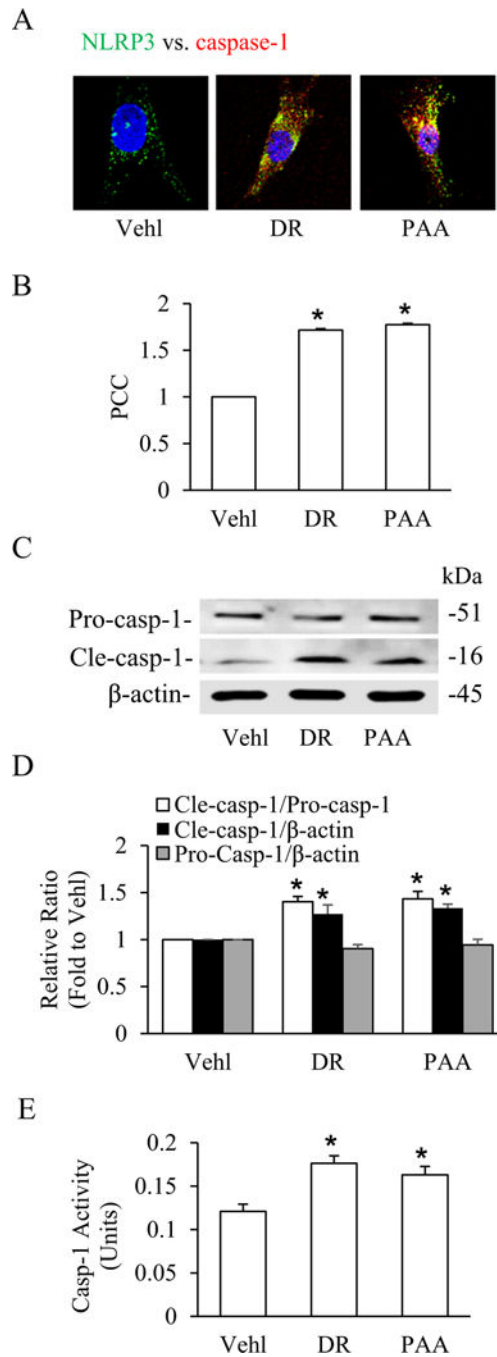 A
NLRP3 vs. caspase-1
Vehl DR PAA
B
2
1.5
1
0.5
0
PCC
* *
Vehl DR PAA
C
kDa
Pro-casp-1- -51
Cle-casp-1- -16
β-actin- -45
Vehl DR PAA
D
Cle-casp-1/Pro-casp-1
Cle-casp-1/β-actin
Pro-Casp-1/β-actin
Relative Ratio
(Fold to Vehl)
2
1.5
1
0.5
0
* * * *
Vehl DR PAA
E
Casp-1 Activity
(Units)
0.2
0.15
0.1
0.05
0
* *
Vehl DR PAA